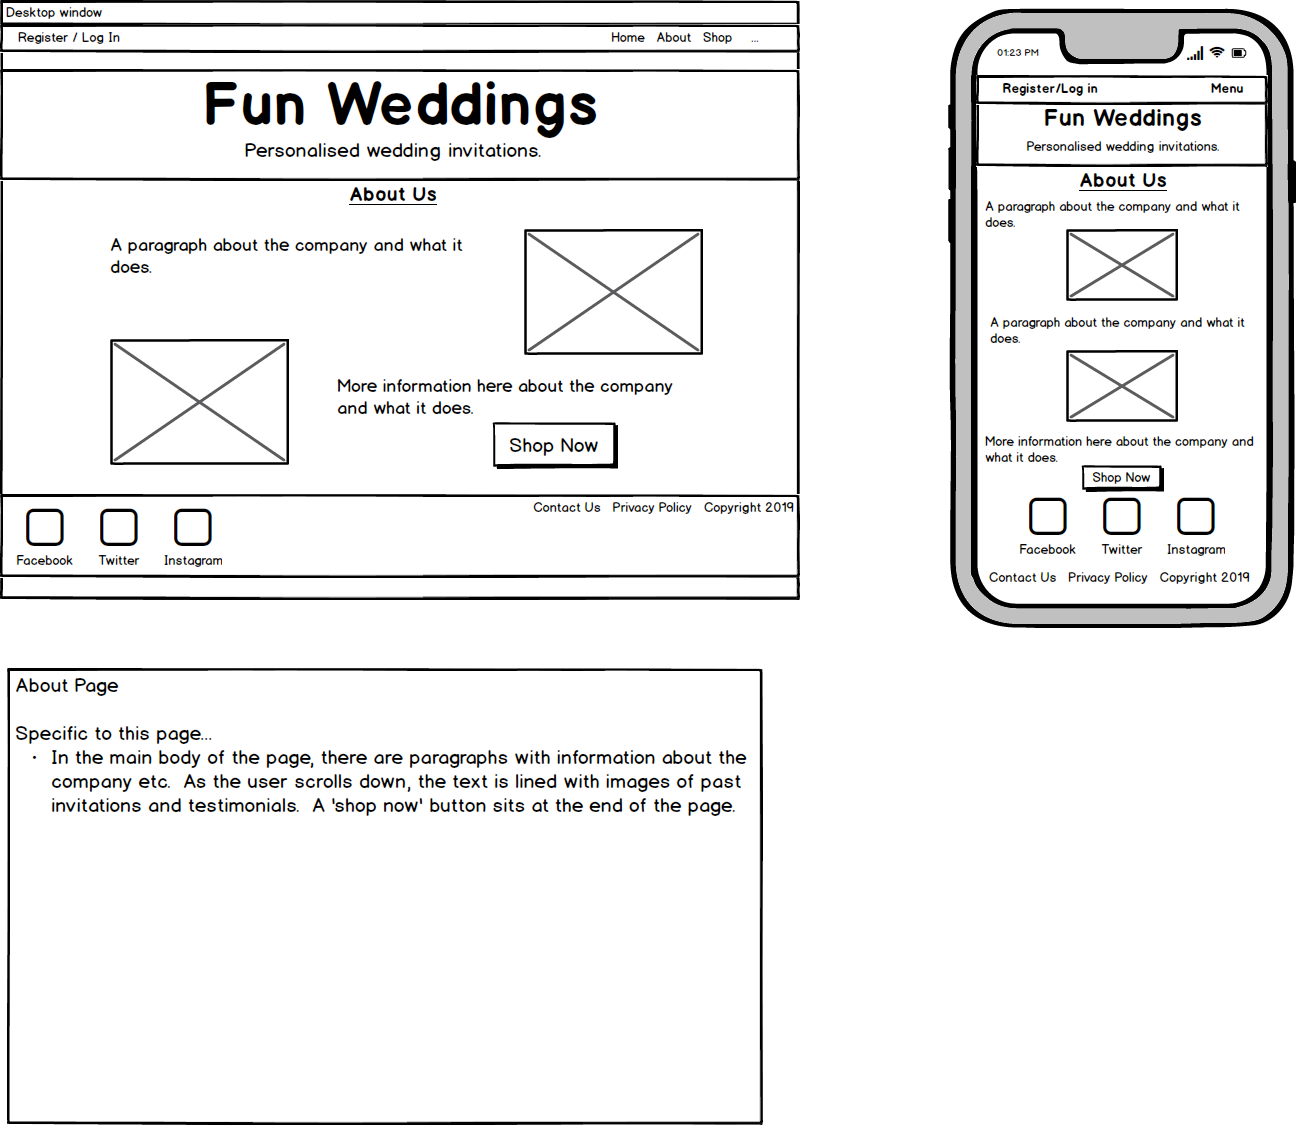 Desktop window
Register / Log In Home About Shop ...
Fun Weddings
Personalised wedding invitations.
About Us
A paragraph about the company and what it
does.
More information here about the company
and what it does.
Shop Now
Contact Us Privacy Policy Copyright 2019
Facebook Twitter Instagram
01:23 PM
Register/Log in Menu
Fun Weddings
Personalised wedding invitations.
About Us
A paragraph about the company and what it
does.
A paragraph about the company and what it
does.
More information here about the company and
what it does.
Shop Now
Facebook Twitter Instagram
Contact Us Privacy Policy Copyright 2019
About Page
Specific to this page...
• In the main body of the page, there are paragraphs with information about the
company etc. As the user scrolls down, the text is lined with images of past
invitations and testimonials. A 'shop now' button sits at the end of the page.